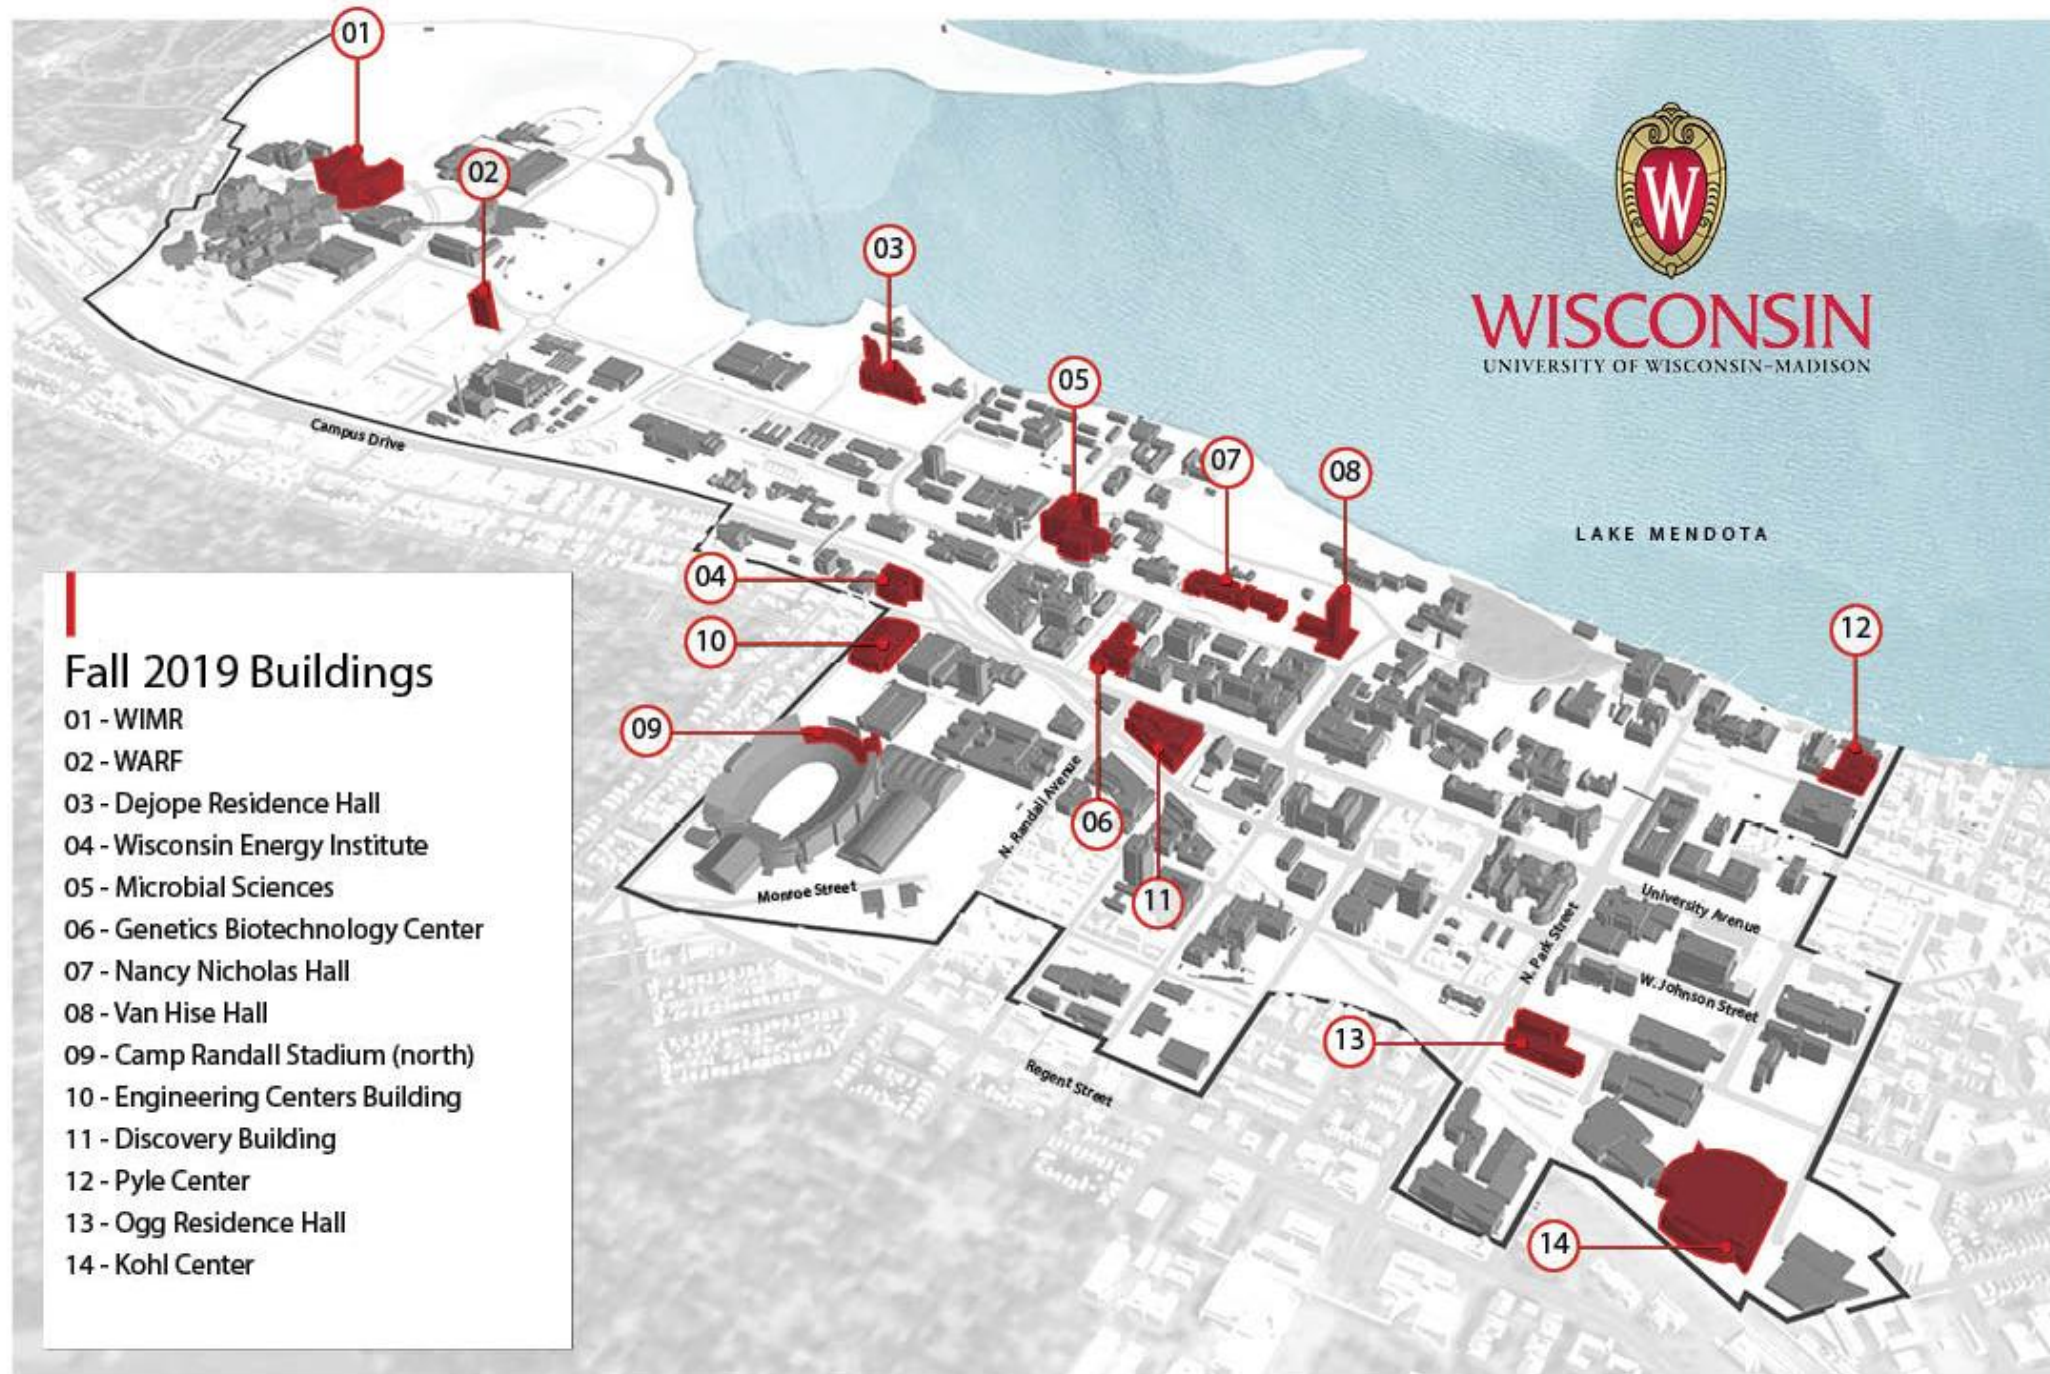 01
02
03
05
07
08
W
WISCONSIN
UNIVERSITY OF WISCONSIN–MADISON
Campus Drive
LAKE MENDOTA
04
10
12
09
N. Randall Avenue
06
Monroe Street
11
University Avenue
N. Park Street
W. Johnson Street
13
Regent Street
14
Fall 2019 Buildings
01 - WIMR
02 - WARF
03 - Dejope Residence Hall
04 - Wisconsin Energy Institute
05 - Microbial Sciences
06 - Genetics Biotechnology Center
07 - Nancy Nicholas Hall
08 - Van Hise Hall
09 - Camp Randall Stadium (north)
10 - Engineering Centers Building
11 - Discovery Building
12 - Pyle Center
13 - Ogg Residence Hall
14 - Kohl Center